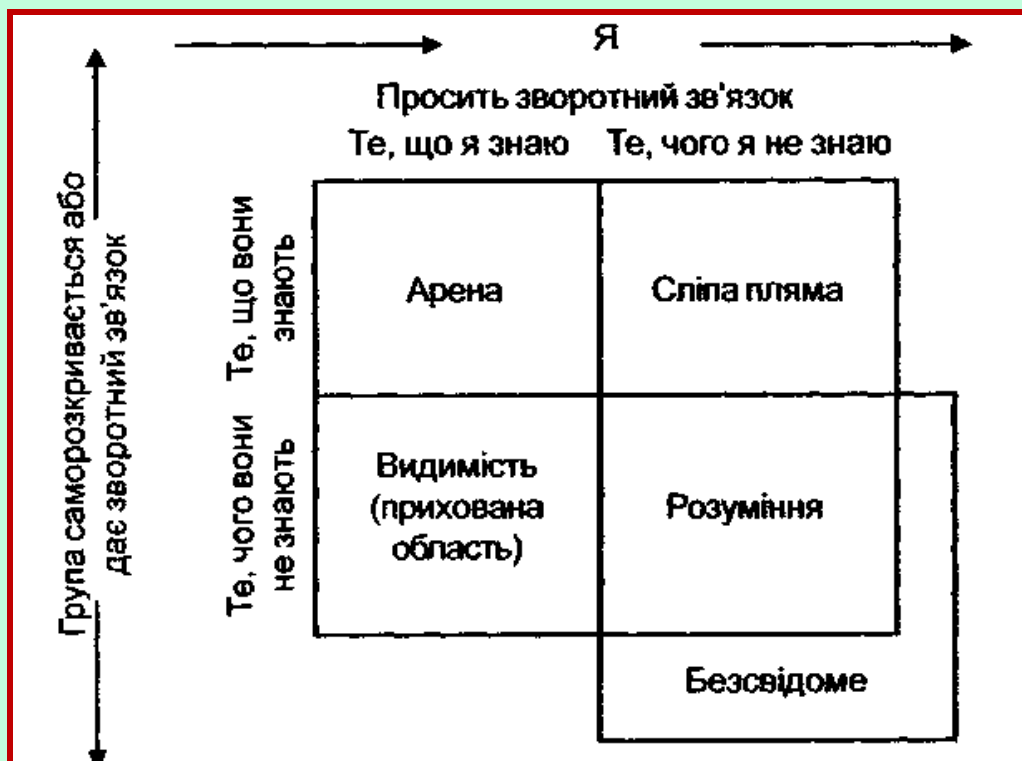 Я
Просить зворотний зв'язок
Те, що я знаю
Те, чого я не знаю
Група саморозкривається або
дає зворотний зв'язок
Те, що вони
знають
Арена
Сліпа пляма
Те, чого вони
не знають
Видимість
(прихована
область)
Розуміння
Безсвідоме